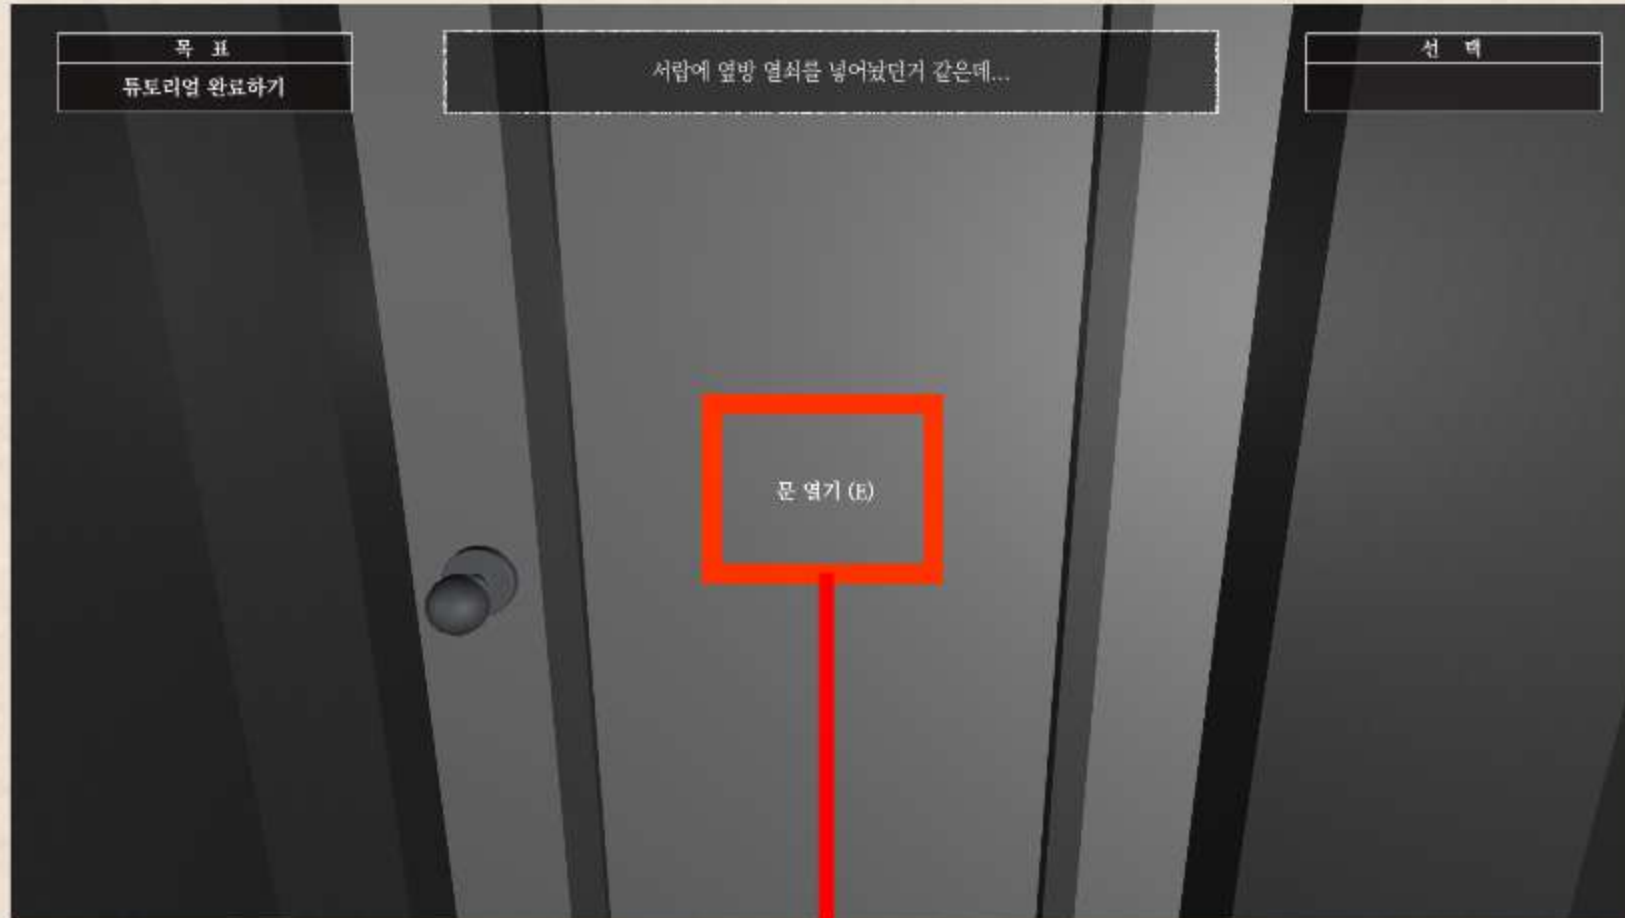 목 표
튜토리얼 완료하기
서랍에 옆방 열쇠를 넣어놨던거 같은데...
선 택
문 열기 (E)